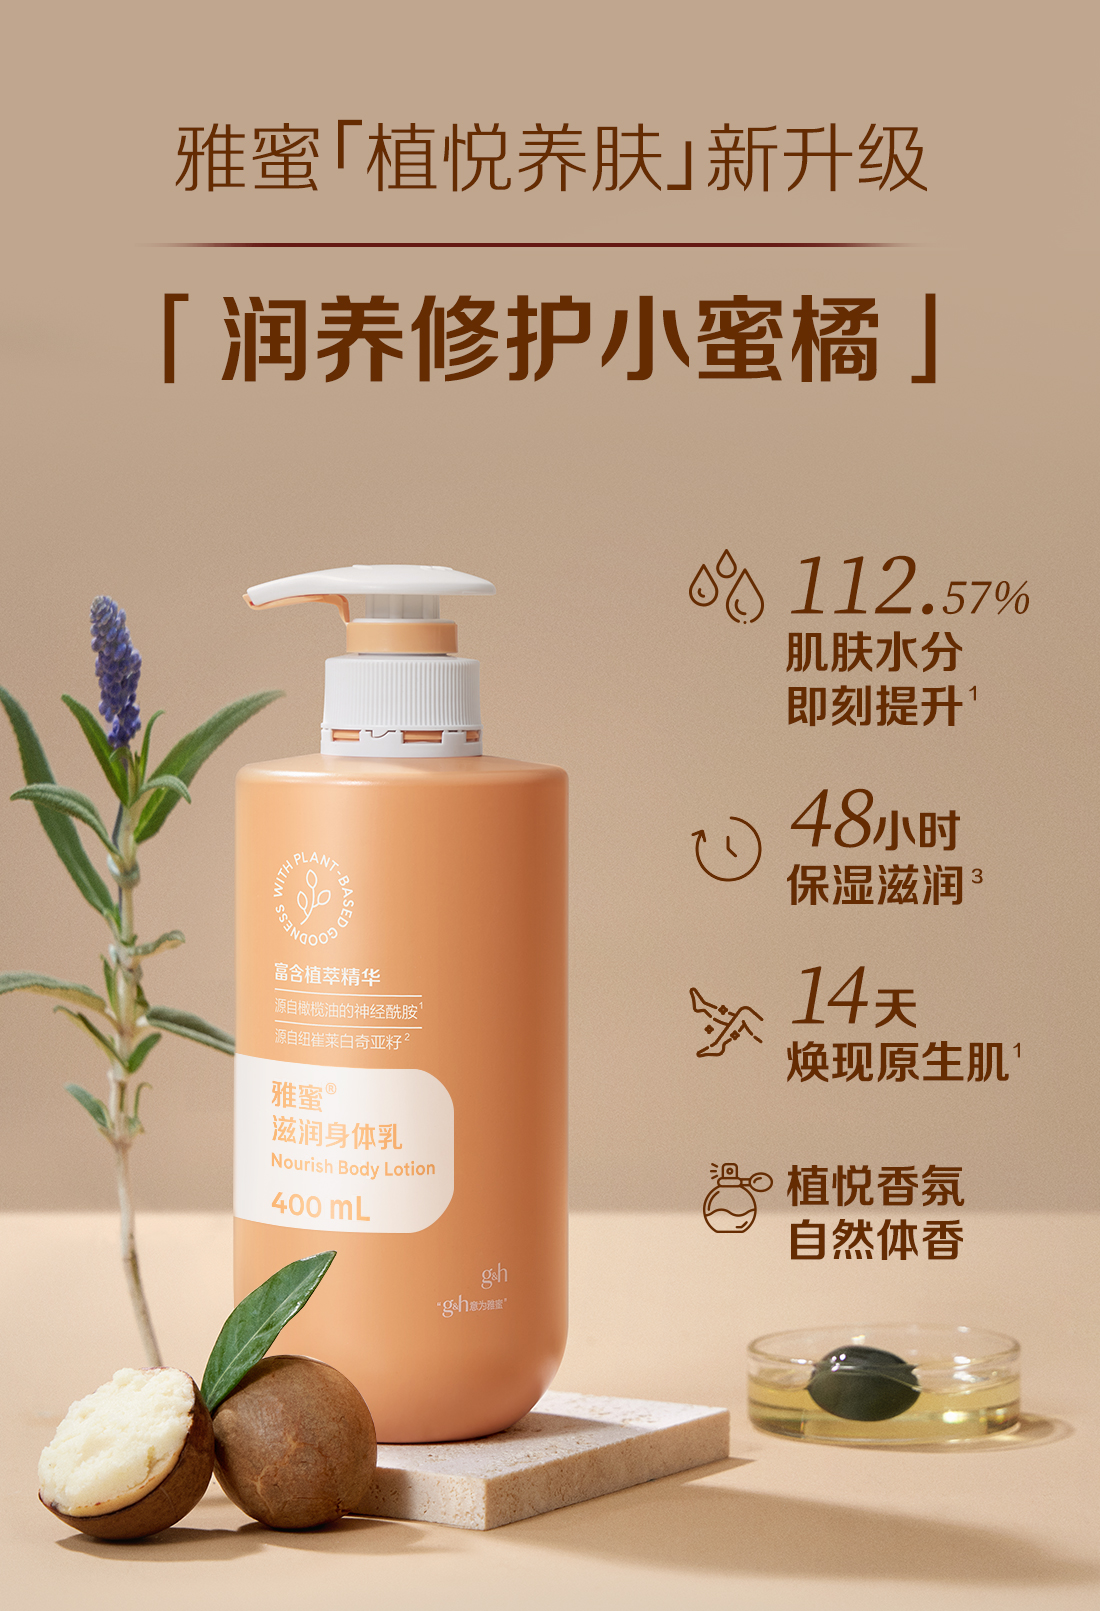 雅蜜「植悦养肤」新升级
「润养修护小蜜橘」
112.57%
肌肤水分
即刻提升1
48小时
保湿滋润3
14天
焕现原生肌1
植悦香氛
自然体香
WITH PLANT-BASED GOODNESS
富含植萃精华
源自橄榄油的神经酰胺1
源自纽崔莱白奇亚籽2
雅蜜®
滋润身体乳
Nourish Body Lotion
400 mL
g&h
"g&h意为雅蜜"